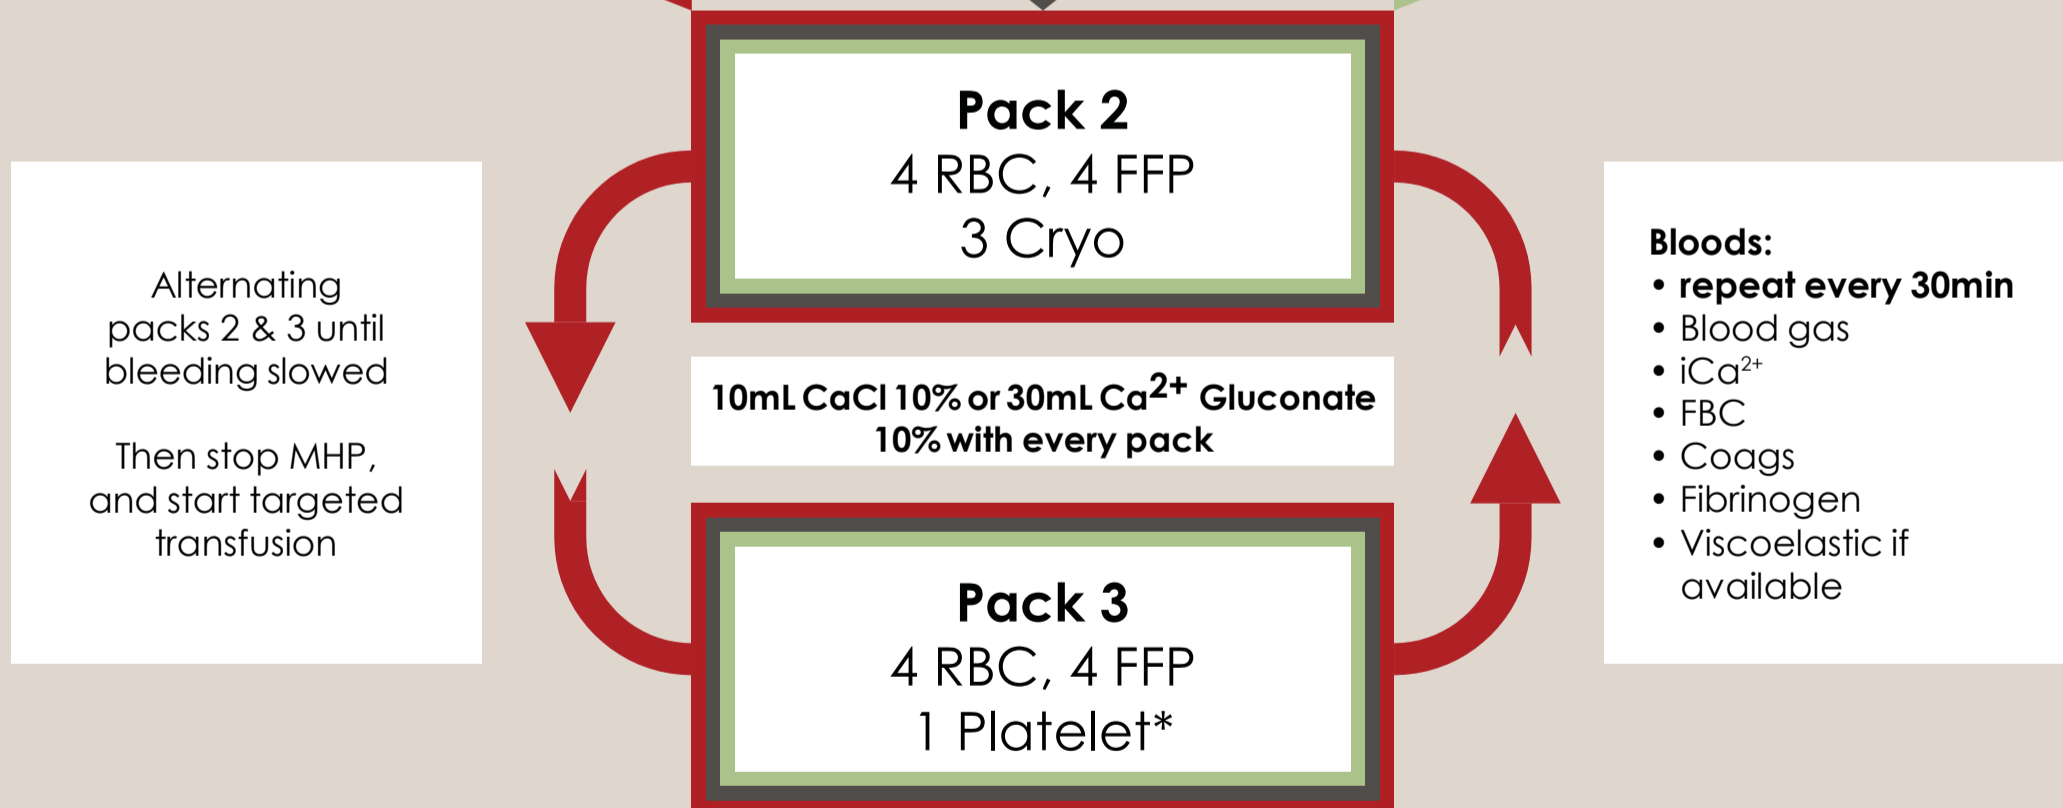 Pack 2
4 RBC, 4 FFP
3 Cryo
Alternating
packs 2 & 3 until
bleeding slowed
Then stop MHP,
and start targeted
transfusion
10mL CaCl 10% or 30mL Ca²⁺ Gluconate
10% with every pack
Bloods:
• repeat every 30min
• Blood gas
• iCa²⁺
• FBC
• Coags
• Fibrinogen
• Viscoelastic if
available
Pack 3
4 RBC, 4 FFP
1 Platelet*